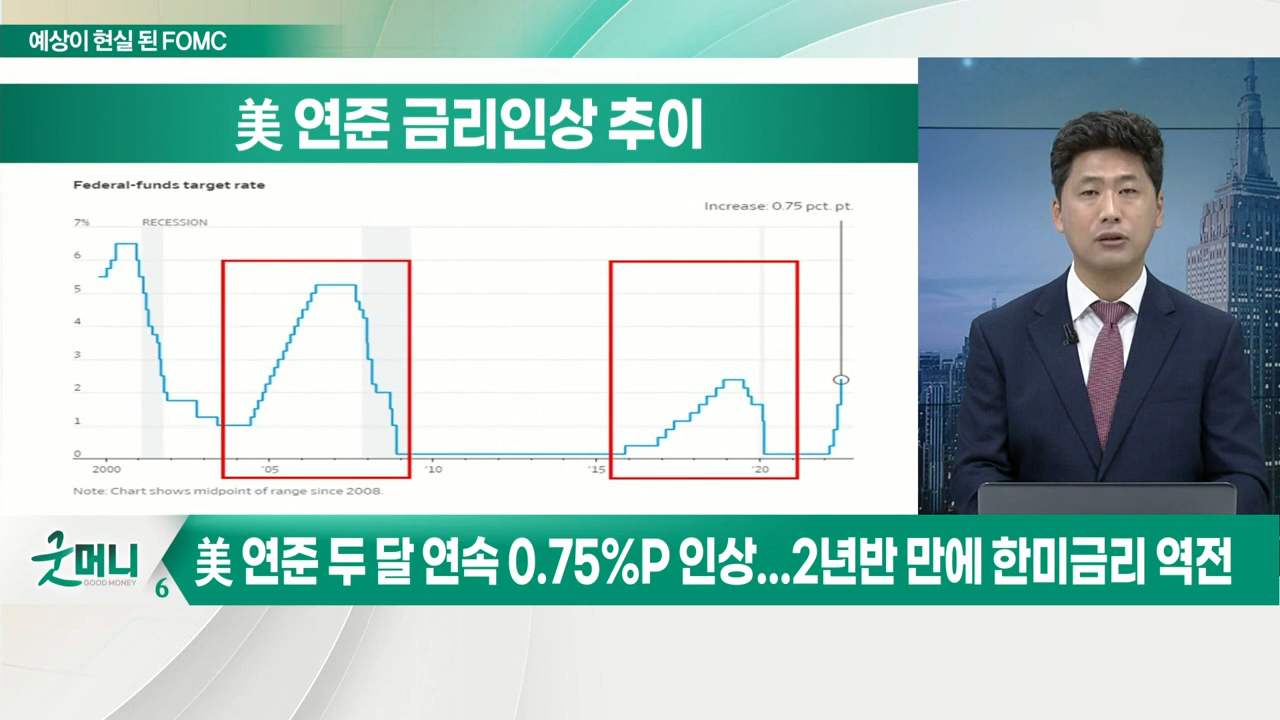 예상이 현실 된 FOMC
美 연준 금리인상 추이
Federal-funds target rate
Increase: 0.75 pct. pt.
7%
RECESSION
6
5
4
3
2
1
0
2000
'05
'10
'15
'20
Note: Chart shows midpoint of range since 2008.
굿머니
GOOD MONEY
6
美 연준 두 달 연속 0.75%P 인상...2년반 만에 한미금리 역전